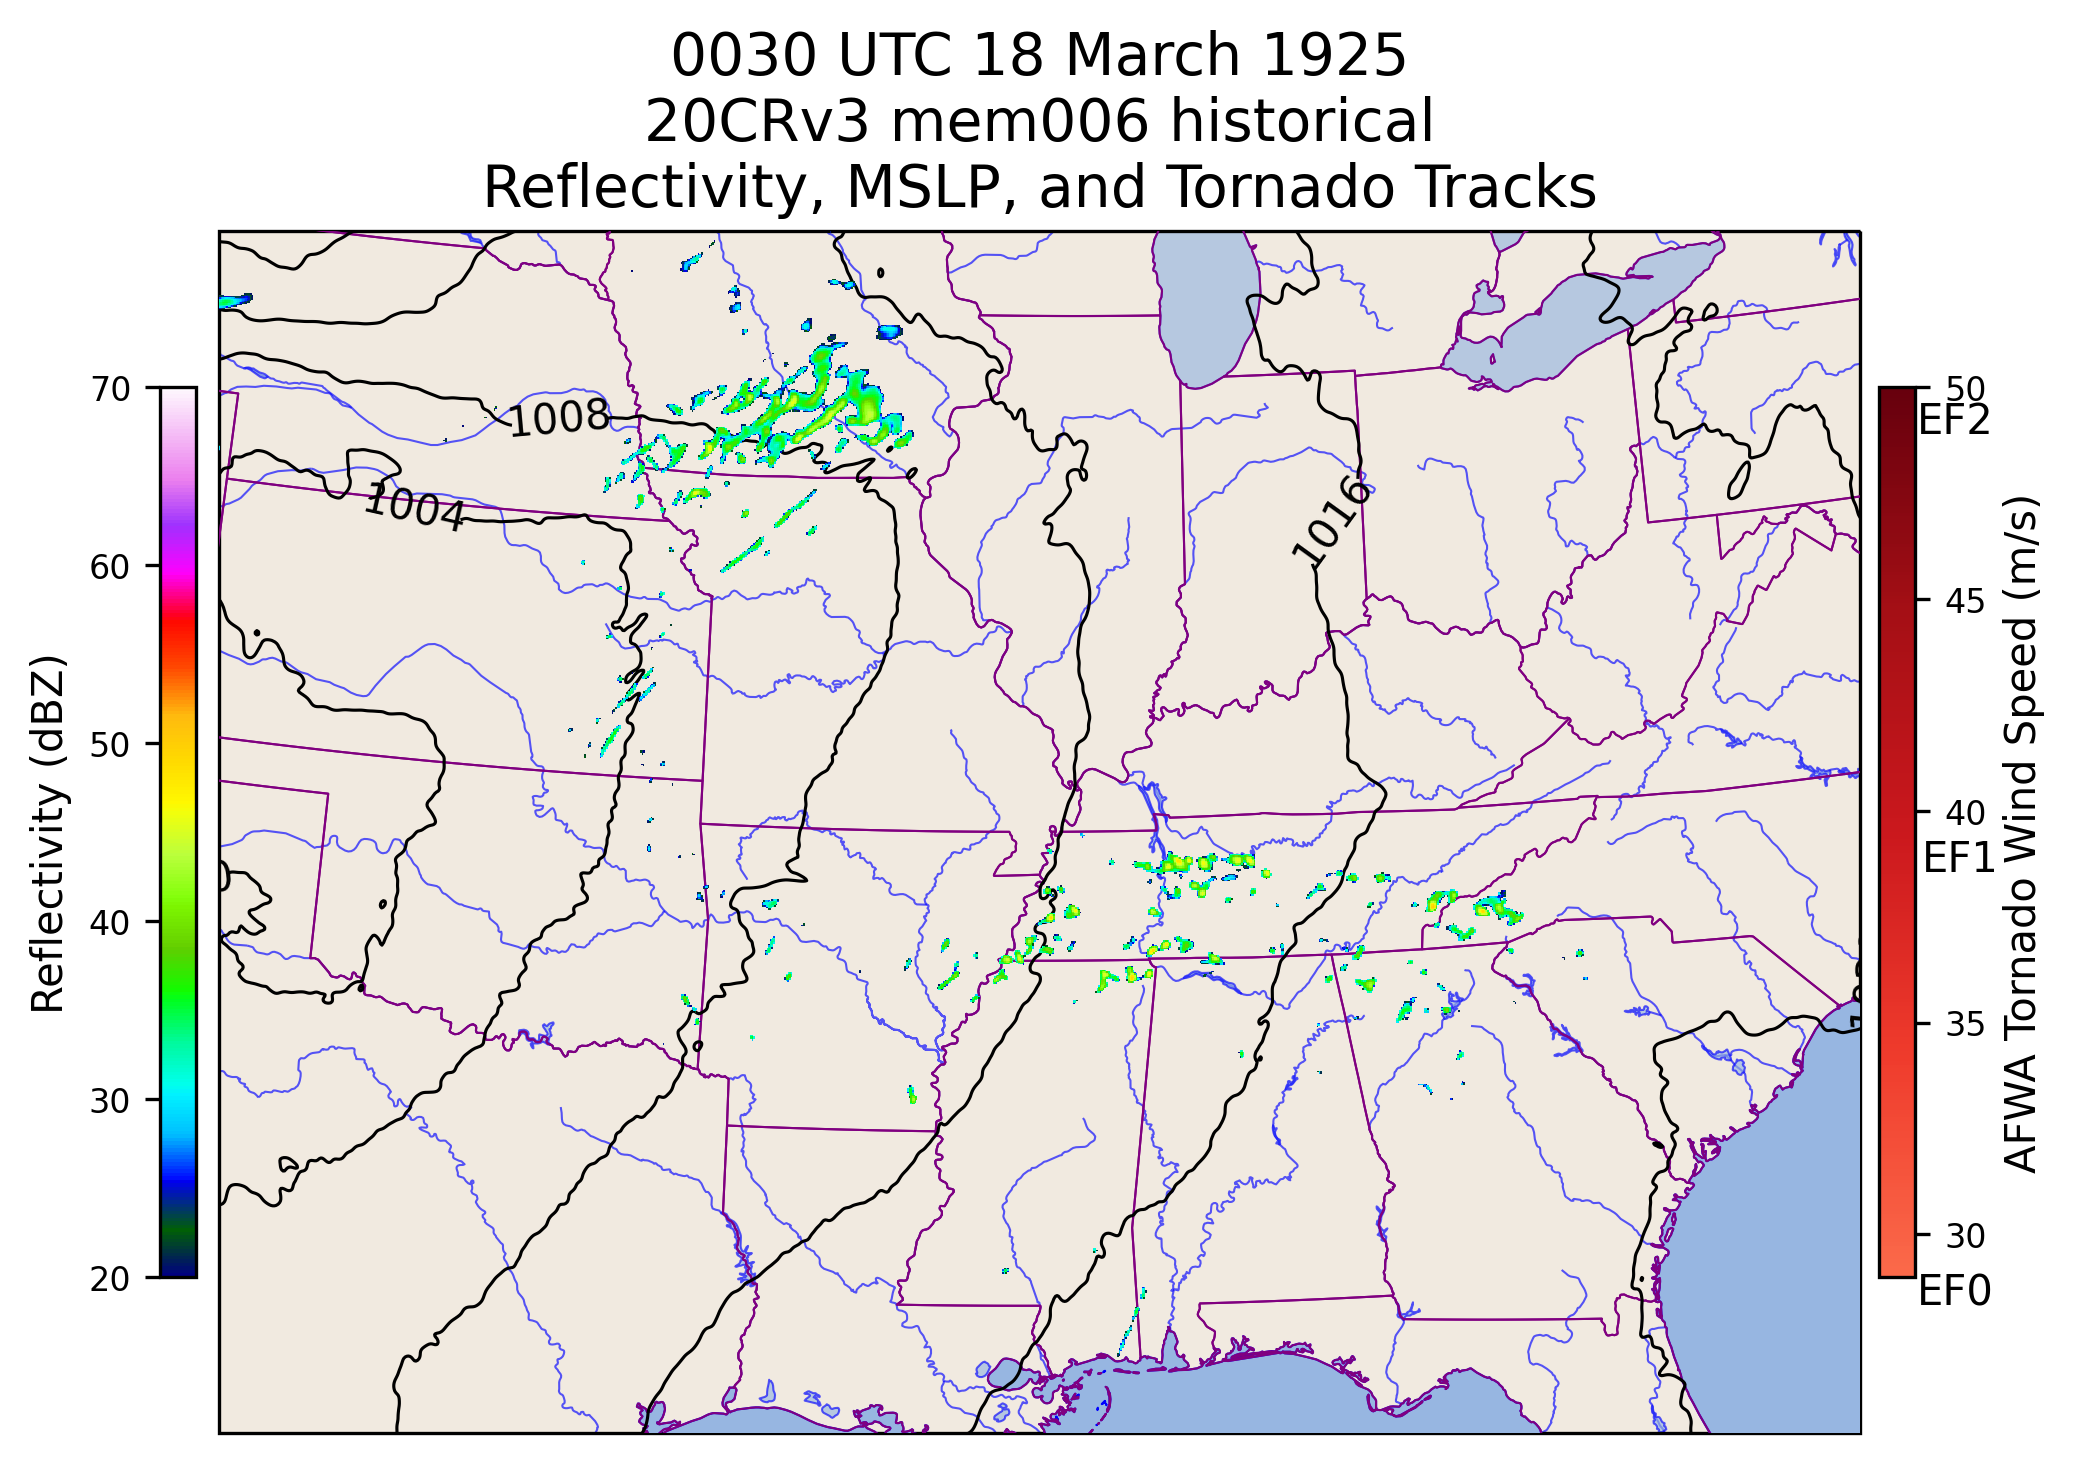 0030 UTC 18 March 1925
20CRv3 mem006 historical
Reflectivity, MSLP, and Tornado Tracks
70
60
50
40
30
20
Reflectivity (dBZ)
1008
1004
1016
50
EF2
45
40
EF1
35
30
EF0
AFWA Tornado Wind Speed (m/s)